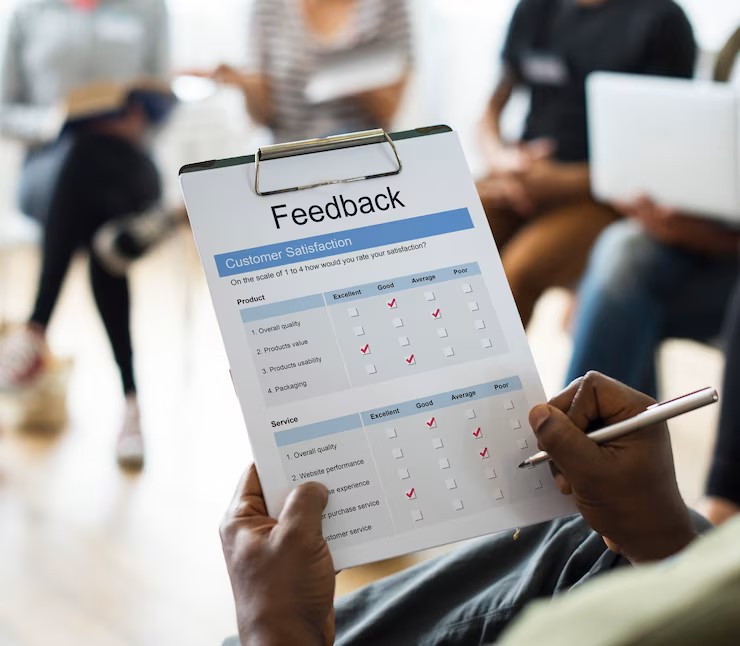 Feedback
Customer Satisfaction
On the scale of 1 to 4 how would you rate your satisfaction?
Product Excellent Good Average Poor
1. Overall quality
2. Products value
3. Products usability
4. Packaging
Service Excellent Good Average Poor
1. Overall quality
2. Website performance
experience
purchase service
service